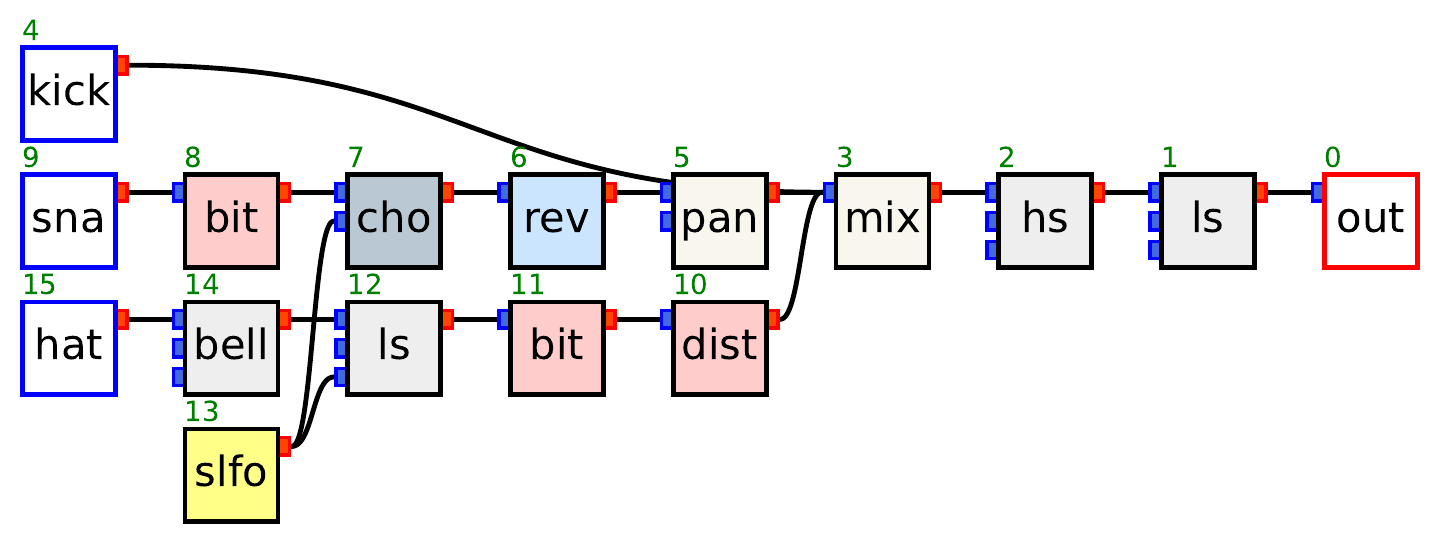 4
kick
9 8 7 6 5 3 2 1 0
sna bit cho rev pan mix hs ls out
15 14 12 11 10
hat bell ls bit dist
13
slfo